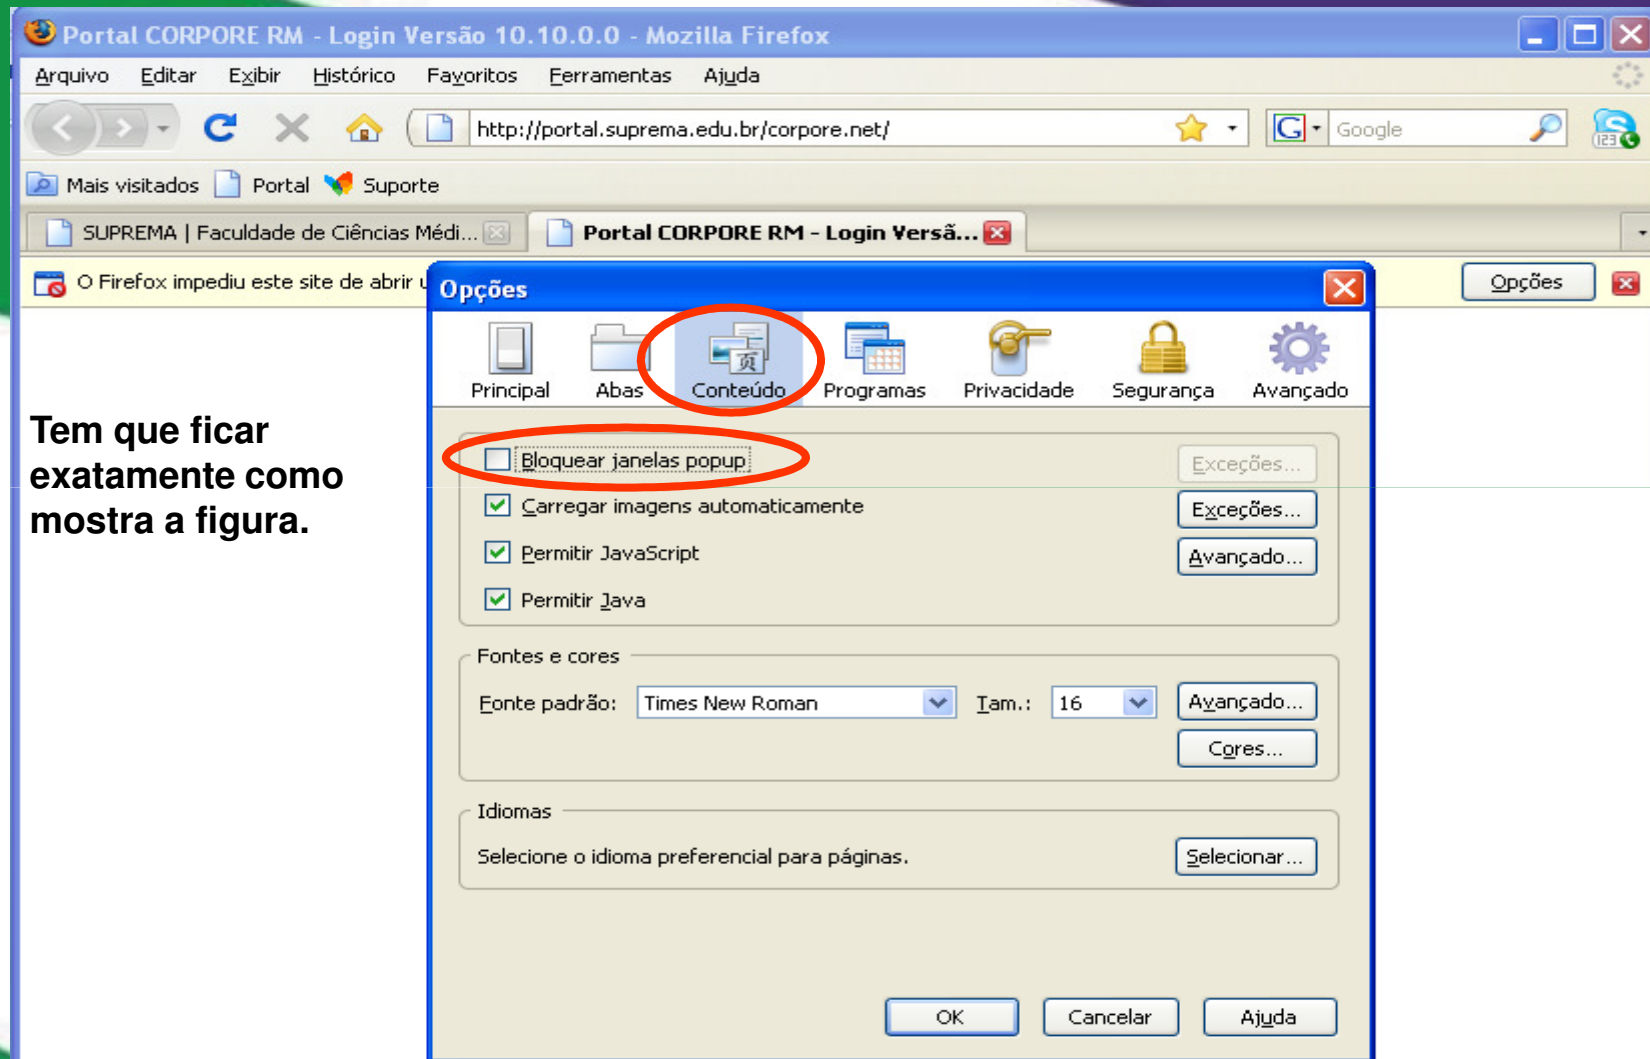 Portal CORPORE RM - Login Versão 10.10.0.0 - Mozilla Firefox
Arquivo Editar Exibir Histórico Favoritos Ferramentas Ajuda
http://portal.suprema.edu.br/corpore.net/
G Google
123
Mais visitados Portal Suporte
SUPREMA | Faculdade de Ciências Médi... Portal CORPORE RM - Login Versã...
O Firefox impediu este site de abrir
Opções
Opções
Principal Abas Conteúdo Programas Privacidade Segurança Avançado
页
Tem que ficar
exatamente como
mostra a figura.
Bloquear janelas popup Exceções...
Carregar imagens automaticamente Exceções...
Permitir JavaScript Avançado...
Permitir Java
Fontes e cores
Fonte padrão: Times New Roman Tam.: 16 Avançado...
Cores...
Idiomas
Selecione o idioma preferencial para páginas. Selecionar...
OK Cancelar Ajuda